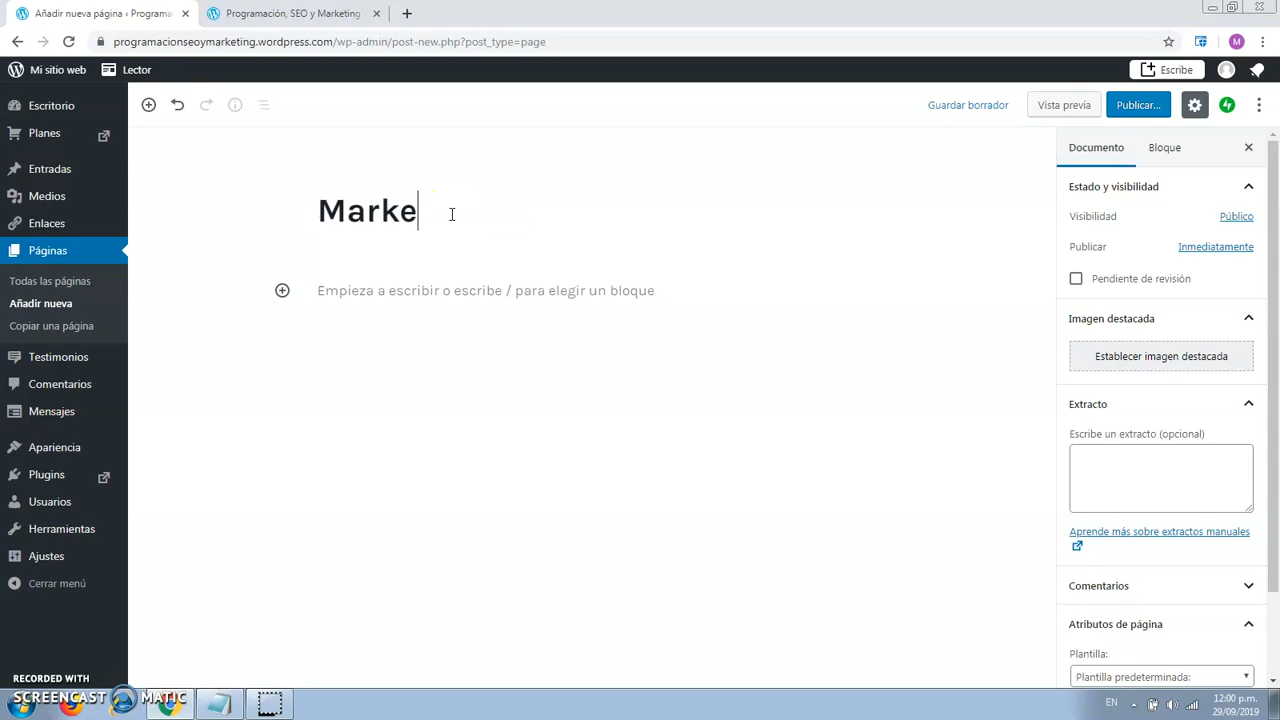 Añadir nueva página ‹ Programa
Programación, SEO y Marketing
programacionseoymarketing.wordpress.com/wp-admin/post-new.php?post_type=page
M
Mi sitio web
Lector
Escribe
Escritorio
Planes
Entradas
Medios
Enlaces
Páginas
Todas las páginas
Añadir nueva
Copiar una página
Testimonios
Comentarios
Mensajes
Apariencia
Plugins
Usuarios
Herramientas
Ajustes
Cerrar menú
Guardar borrador
Vista previa
Publicar...
Marke
Empieza a escribir o escribe / para elegir un bloque
Documento
Bloque
Estado y visibilidad
Visibilidad
Público
Publicar
Inmediatamente
Pendiente de revisión
Imagen destacada
Establecer imagen destacada
Extracto
Escribe un extracto (opcional)
Aprende más sobre extractos manuales
Comentarios
Atributos de página
Plantilla:
Plantilla predeterminada:
RECORDED WITH
SCREENCAST MATIC
EN
12:00 p.m.
29/09/2019